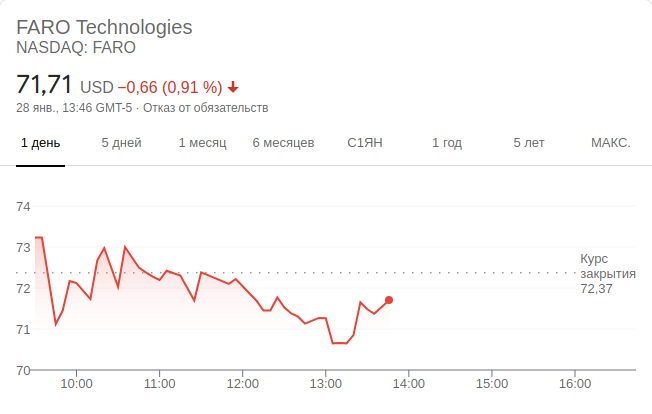 FARO Technologies
NASDAQ: FARO
71,71 USD −0,66 (0,91 %)
28 янв., 13:46 GMT-5 · Отказ от обязательств
1 день 5 дней 1 месяц 6 месяцев С1ЯН 1 год 5 лет МАКС.
74
73
Курс
закрытия
72,37
72
71
70
10:00 11:00 12:00 13:00 14:00 15:00 16:00